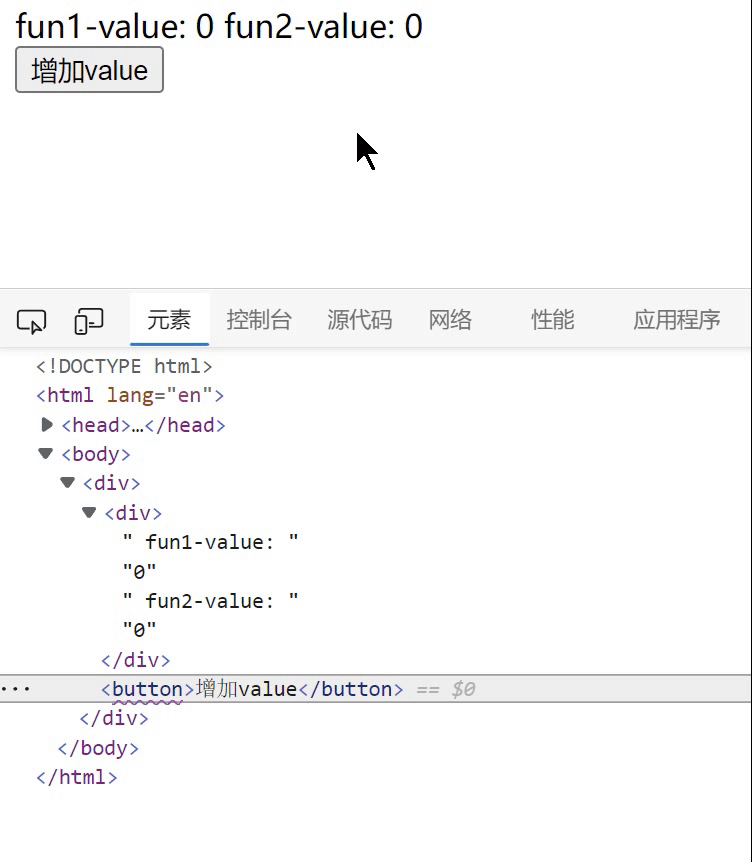 fun1-value: 0 fun2-value: 0
增加value
元素 控制台 源代码 网络 性能 应用程序
<!DOCTYPE html>
<html lang="en">
<head>…</head>
<body>
<div>
<div>
" fun1-value: "
"0"
" fun2-value: "
"0"
</div>
<button>增加value</button> == $0
</div>
</body>
</html>